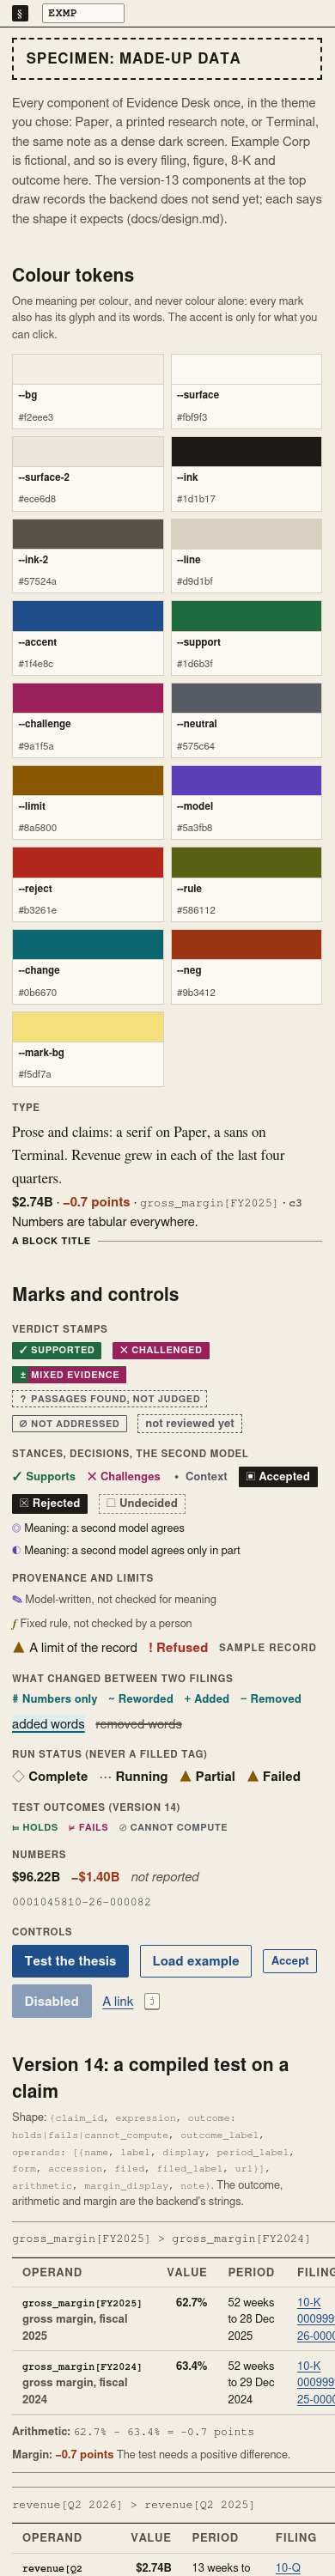 § EXMP
SPECIMEN: MADE-UP DATA
Every component of Evidence Desk once, in the theme
you chose: Paper, a printed research note, or Terminal,
the same note as a dense dark screen. Example Corp
is fictional, and so is every filing, figure, 8-K and
outcome here. The version-13 components at the top
draw records the backend does not send yet; each says
the shape it expects (docs/design.md).
Colour tokens
One meaning per colour, and never colour alone: every mark
also has its glyph and its words. The accent is only for what you
can click.
--bg --surface
#f2eee3 #fbf9f3
--surface-2 --ink
#ece6d8 #1d1b17
--ink-2 --line
#57524a #d9d1bf
--accent --support
#1f4e8c #1d6b3f
--challenge --neutral
#9a1f5a #575c64
--limit --model
#8a5800 #5a3fb8
--reject --rule
#b3261e #586112
--change --neg
#0b6670 #9b3412
--mark-bg
#f5df7a
TYPE
Prose and claims: a serif on Paper, a sans on
Terminal. Revenue grew in each of the last four
quarters.
$2.74B · −0.7 points · gross_margin[FY2025] · c3
Numbers are tabular everywhere.
A BLOCK TITLE
Marks and controls
VERDICT STAMPS
✓ SUPPORTED ✕ CHALLENGED
± MIXED EVIDENCE
? PASSAGES FOUND, NOT JUDGED
∅ NOT ADDRESSED not reviewed yet
STANCES, DECISIONS, THE SECOND MODEL
✓ Supports ✕ Challenges • Context ▣ Accepted
☒ Rejected ☐ Undecided
◎ Meaning: a second model agrees
◐ Meaning: a second model agrees only in part
PROVENANCE AND LIMITS
✎ Model-written, not checked for meaning
ƒ Fixed rule, not checked by a person
▲ A limit of the record ! Refused SAMPLE RECORD
WHAT CHANGED BETWEEN TWO FILINGS
# Numbers only ~ Reworded + Added − Removed
added words removed words
RUN STATUS (NEVER A FILLED TAG)
◇ Complete ⋯ Running ▲ Partial ▲ Failed
TEST OUTCOMES (VERSION 14)
⊨ HOLDS ⊭ FAILS ⊘ CANNOT COMPUTE
NUMBERS
$96.22B −$1.40B not reported
0001045810-26-000082
CONTROLS
Test the thesis Load example Accept
Disabled A link j
Version 14: a compiled test on a
claim
Shape: {claim_id, expression, outcome:
holds|fails|cannot_compute, outcome_label,
operands: [{name, label, display, period_label,
form, accession, filed, filed_label, url}],
arithmetic, margin_display, note}. The outcome,
arithmetic and margin are the backend's strings.
gross_margin[FY2025] > gross_margin[FY2024]
OPERAND VALUE PERIOD FILING
gross_margin[FY2025] 62.7% 52 weeks 10-K
gross margin, fiscal to 28 Dec 000999
2025 2025 26-0000
gross_margin[FY2024] 63.4% 52 weeks 10-K
gross margin, fiscal to 29 Dec 000999
2024 2024 25-0000
Arithmetic: 62.7% − 63.4% = −0.7 points
Margin: −0.7 points The test needs a positive difference.
revenue[Q2 2026] > revenue[Q2 2025]
OPERAND VALUE PERIOD FILING
revenue[Q2 $2.74B 13 weeks to 10-Q